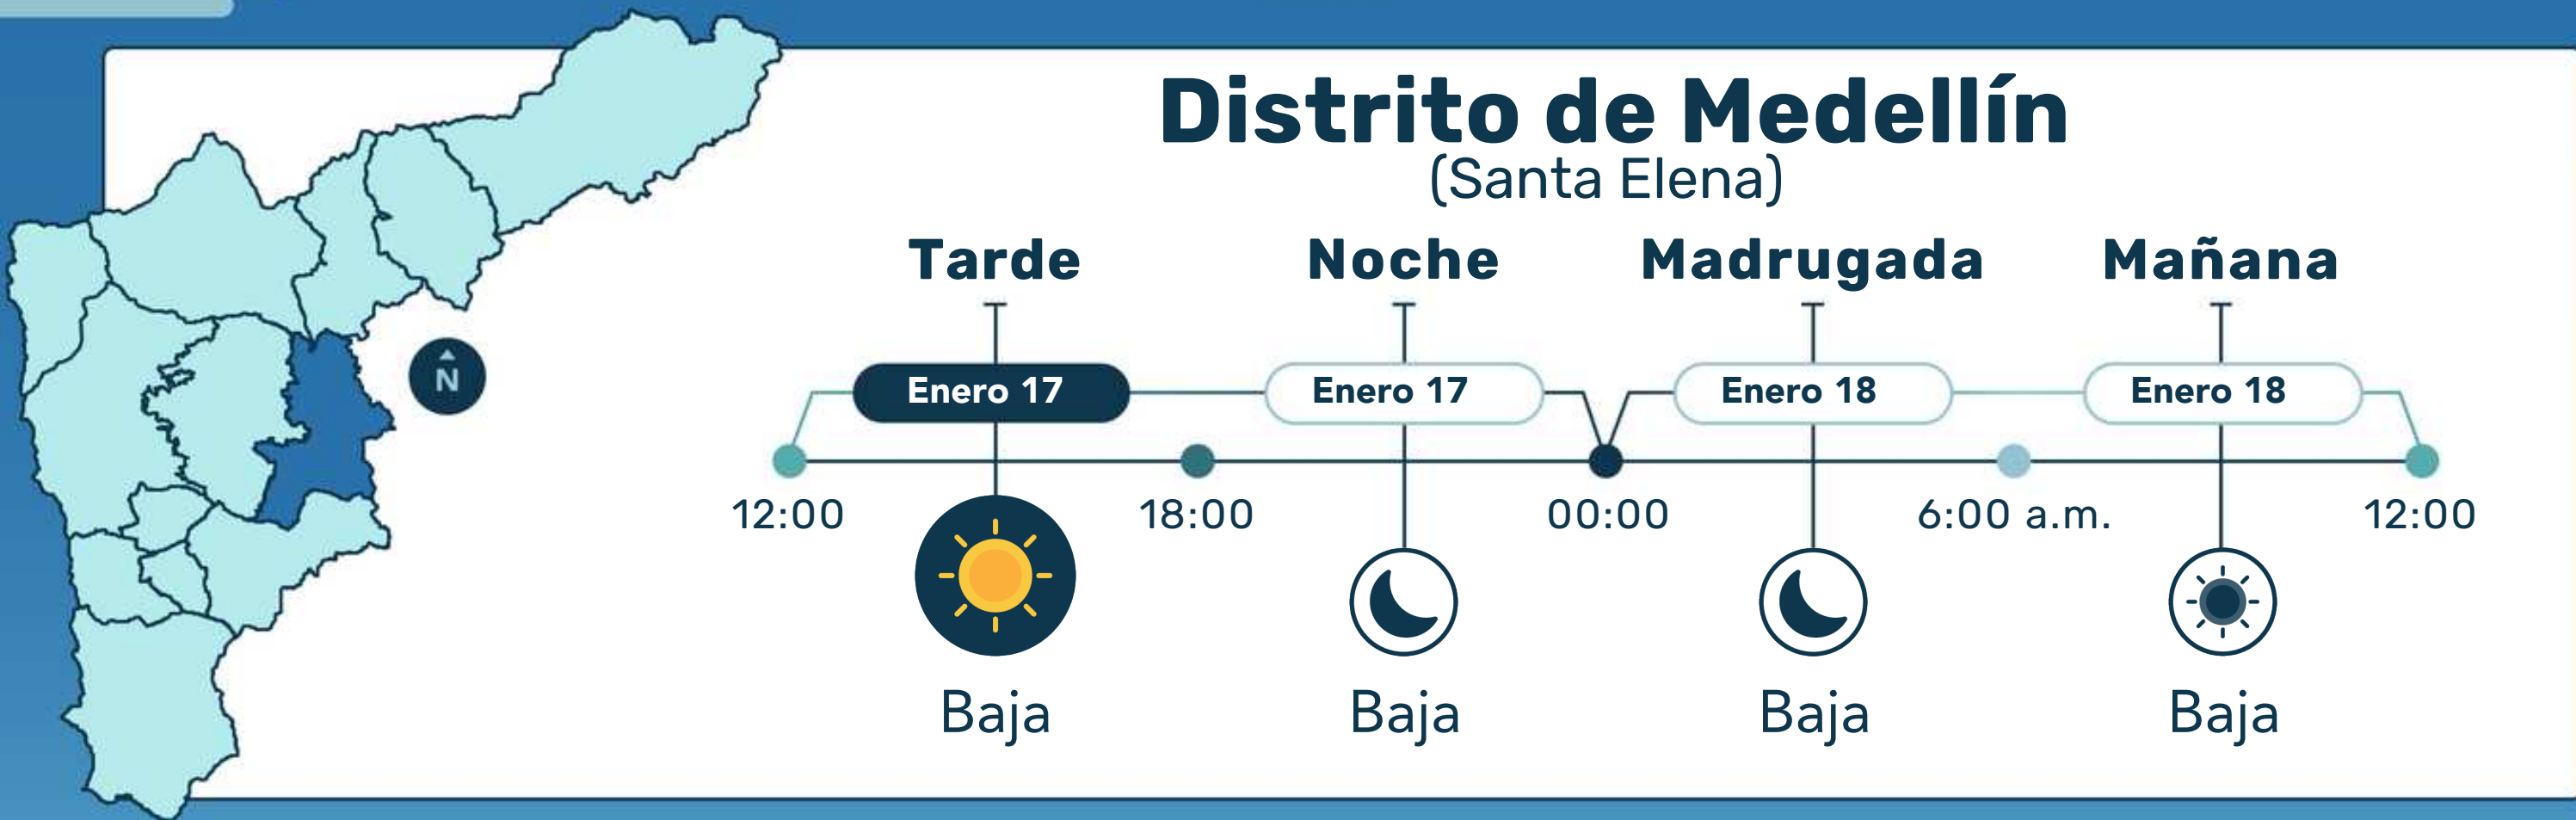 Distrito de Medellín
(Santa Elena)
Tarde Noche Madrugada Mañana
N
Enero 17 Enero 17 Enero 18 Enero 18
12:00 18:00 00:00 6:00 a.m. 12:00
Baja Baja Baja Baja